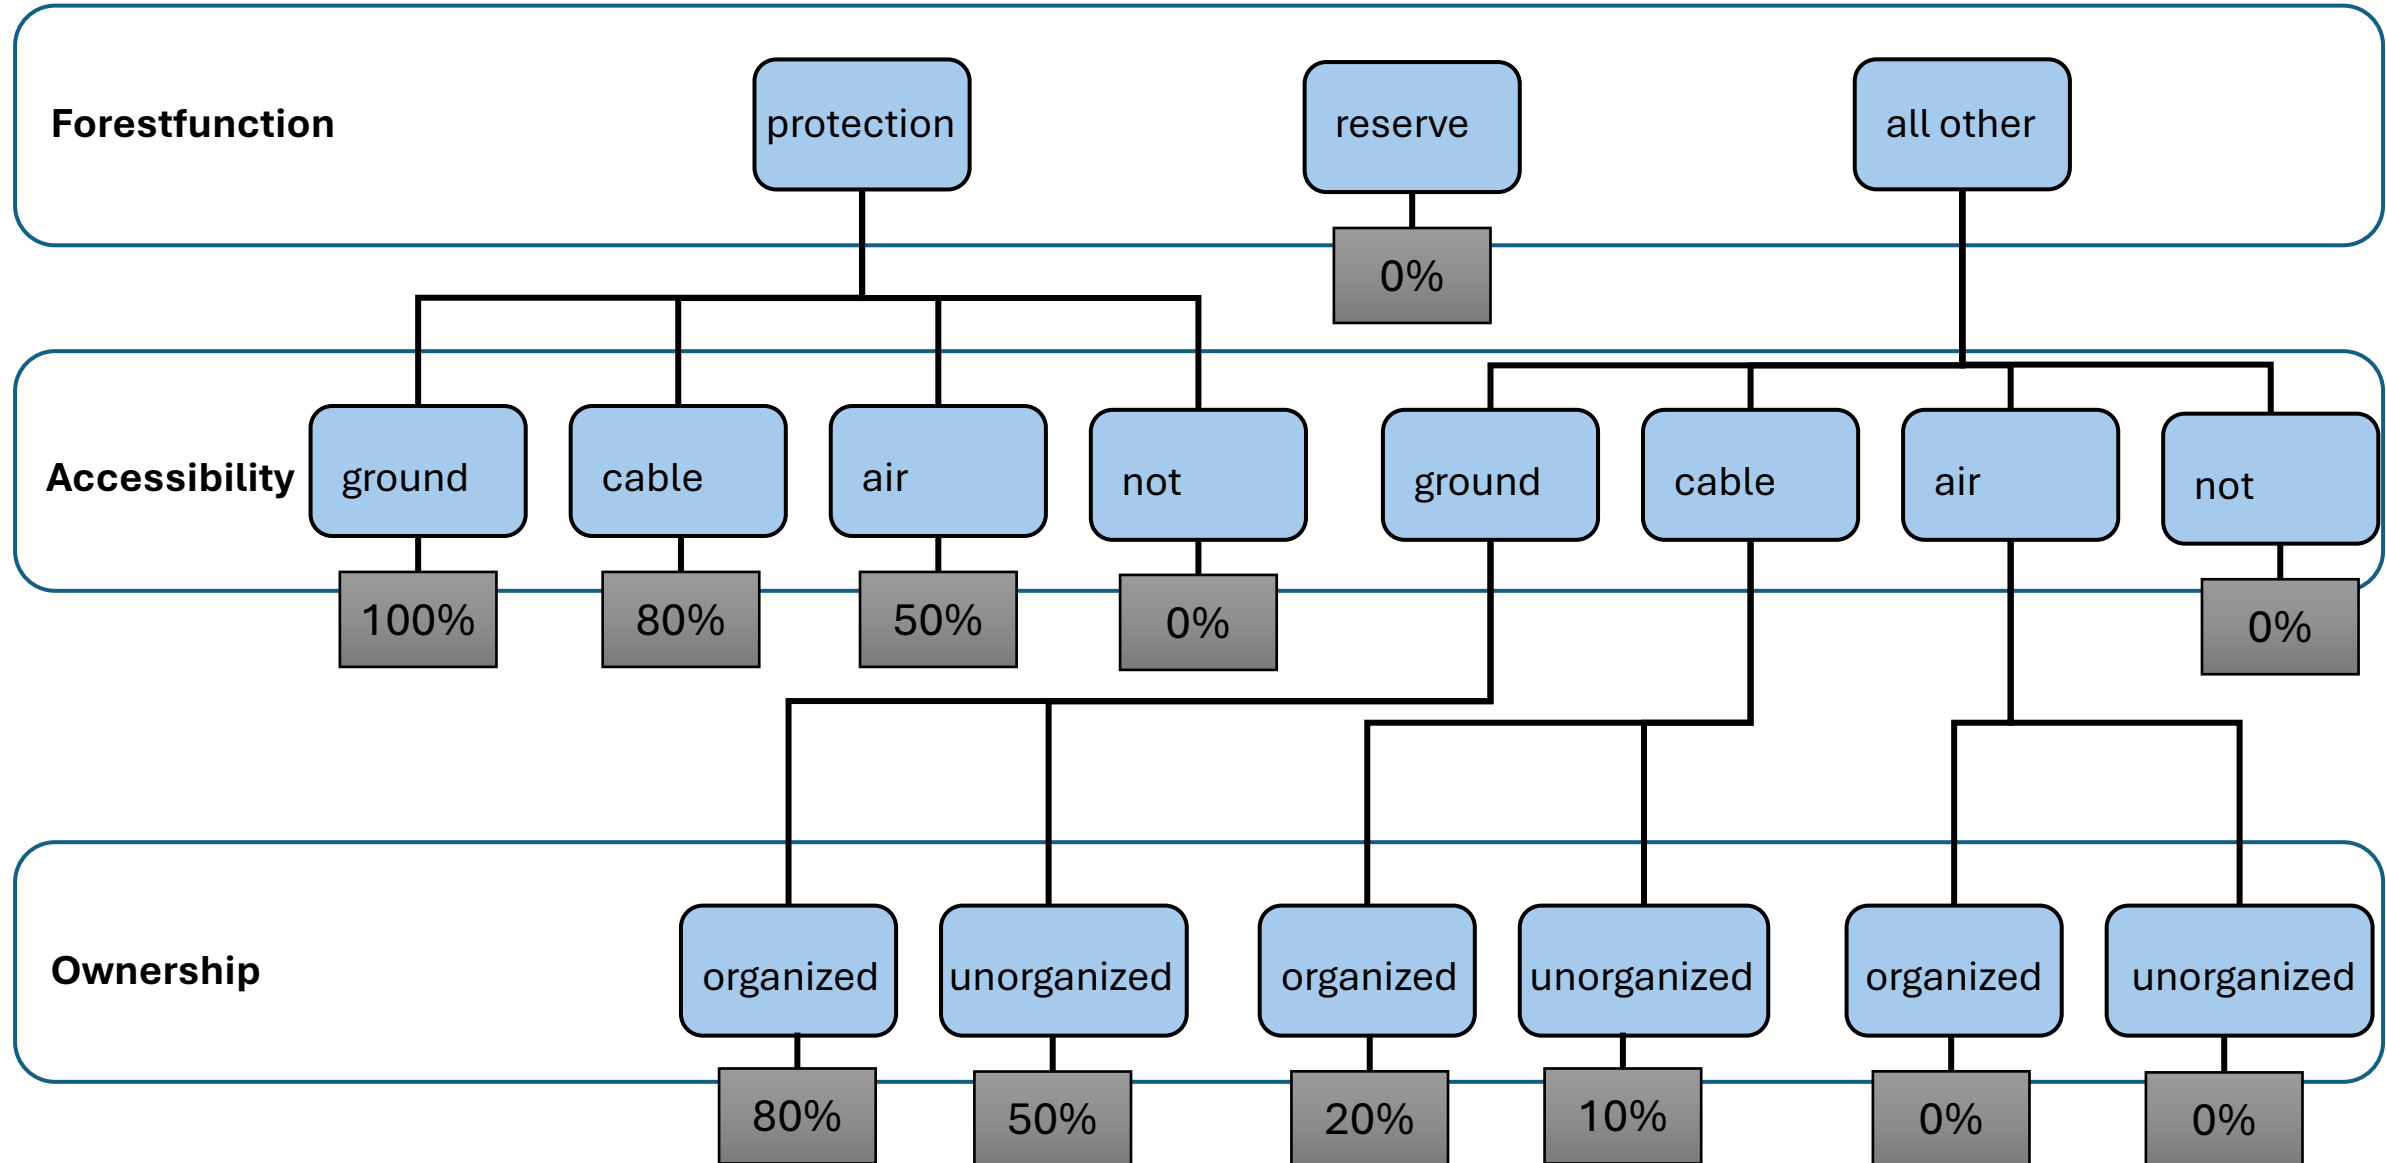 Forestfunction
protection
reserve
all other
0%
Accessibility
ground
cable
air
not
ground
cable
air
not
100%
80%
50%
0%
0%
Ownership
organized
unorganized
organized
unorganized
organized
unorganized
80%
50%
20%
10%
0%
0%